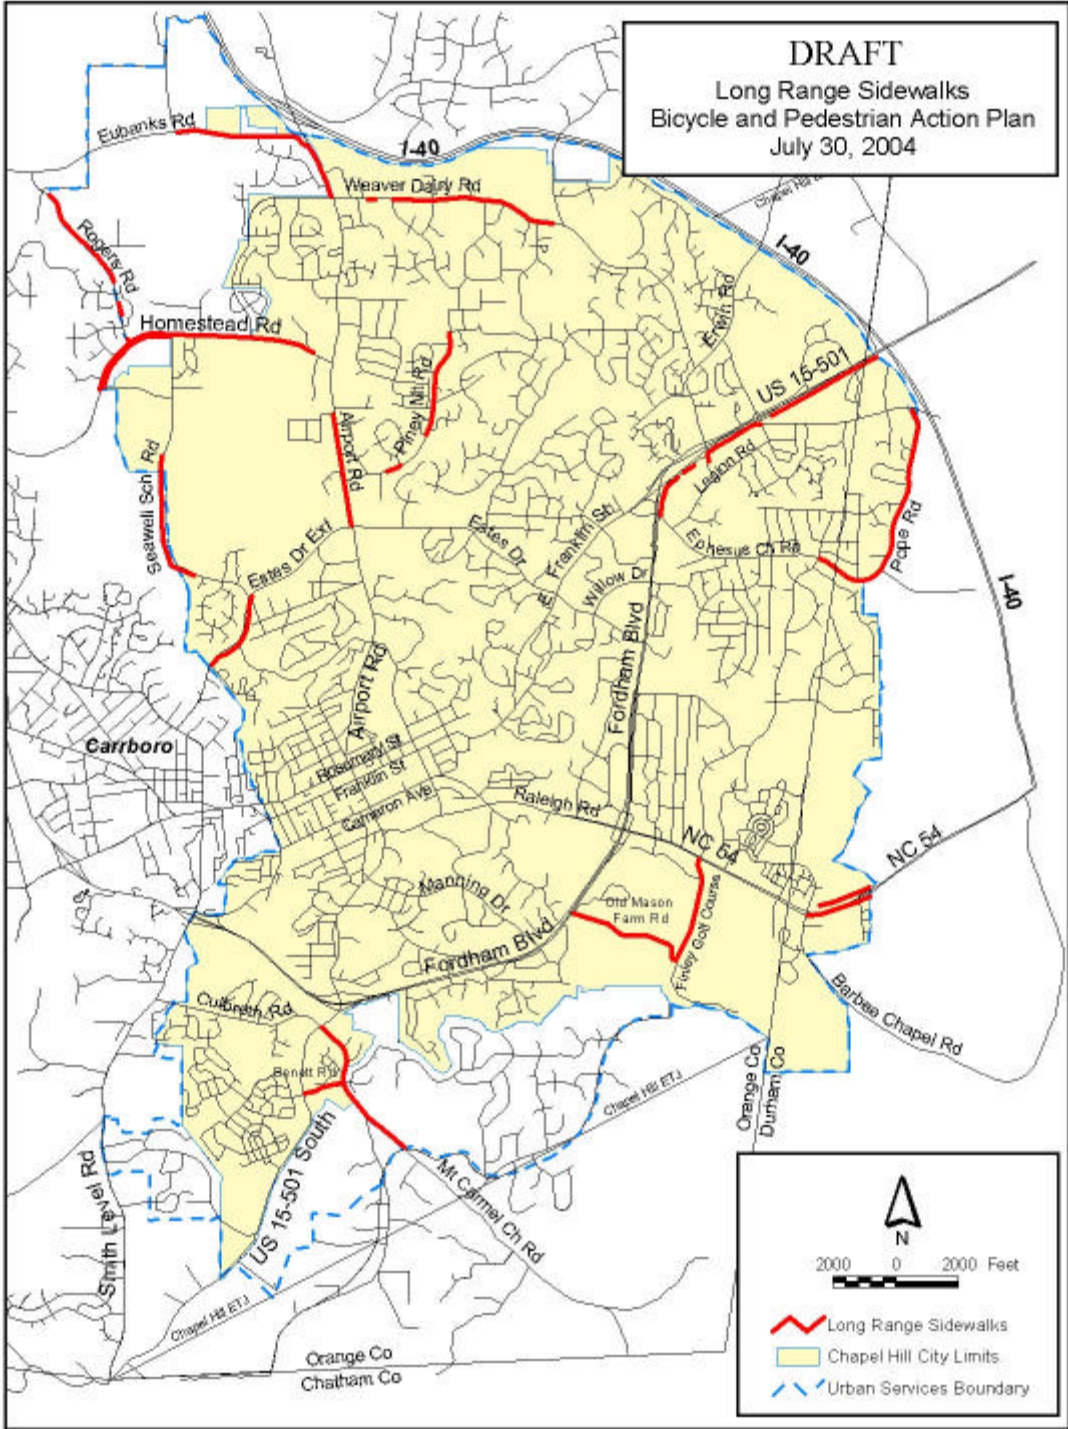 DRAFT
Long Range Sidewalks
Bicycle and Pedestrian Action Plan
July 30, 2004
Eubanks Rd
I-40
Weaver Dairy Rd
Chapel Hill
Rogers Rd
I-40
Erwin Rd
Homestead Rd
US 15-501
Piney Mtn Rd
Airport Rd
Legion Rd
Seawell Sch Rd
Pope Rd
Estes Dr
E Franklin St
Ephesus Ch Rd
Estes Dr Ext
Willow Dr
I-40
Fordham Blvd
Airport Rd
Carrboro
Rosemary St
Franklin St
Cameron Ave
Raleigh Rd
NC 54
NC 54
Manning Dr
Old Mason
Farm Rd
Finley Golf Course
Fordham Blvd
Culbreth Rd
Barbee Chapel Rd
Benett Rd
Orange Co
Durham Co
Chapel Hill ETJ
US 15-501 South
Smith Level Rd
Mt Carmel Ch Rd
Chapel Hill ETJ
Orange Co
Chatham Co
N
2000 0 2000 Feet
Long Range Sidewalks
Chapel Hill City Limits
Urban Services Boundary